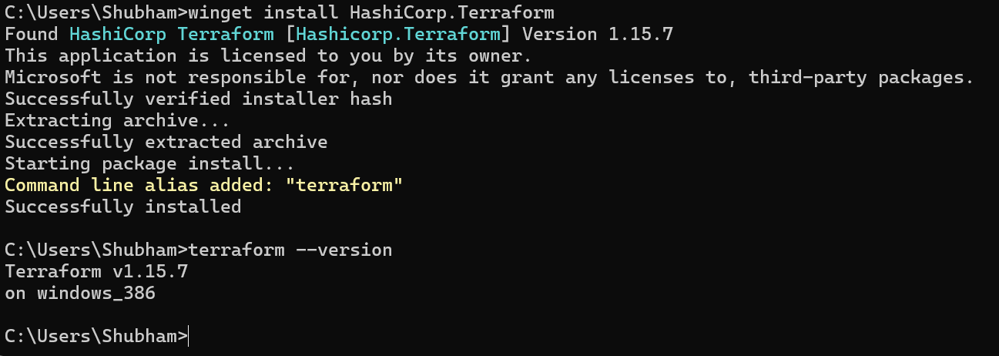 C:\Users\Shubham>winget install HashiCorp.Terraform
Found HashiCorp Terraform [Hashicorp.Terraform] Version 1.15.7
This application is licensed to you by its owner.
Microsoft is not responsible for, nor does it grant any licenses to, third-party packages.
Successfully verified installer hash
Extracting archive...
Successfully extracted archive
Starting package install...
Command line alias added: "terraform"
Successfully installed
C:\Users\Shubham>terraform --version
Terraform v1.15.7
on windows_386
C:\Users\Shubham>